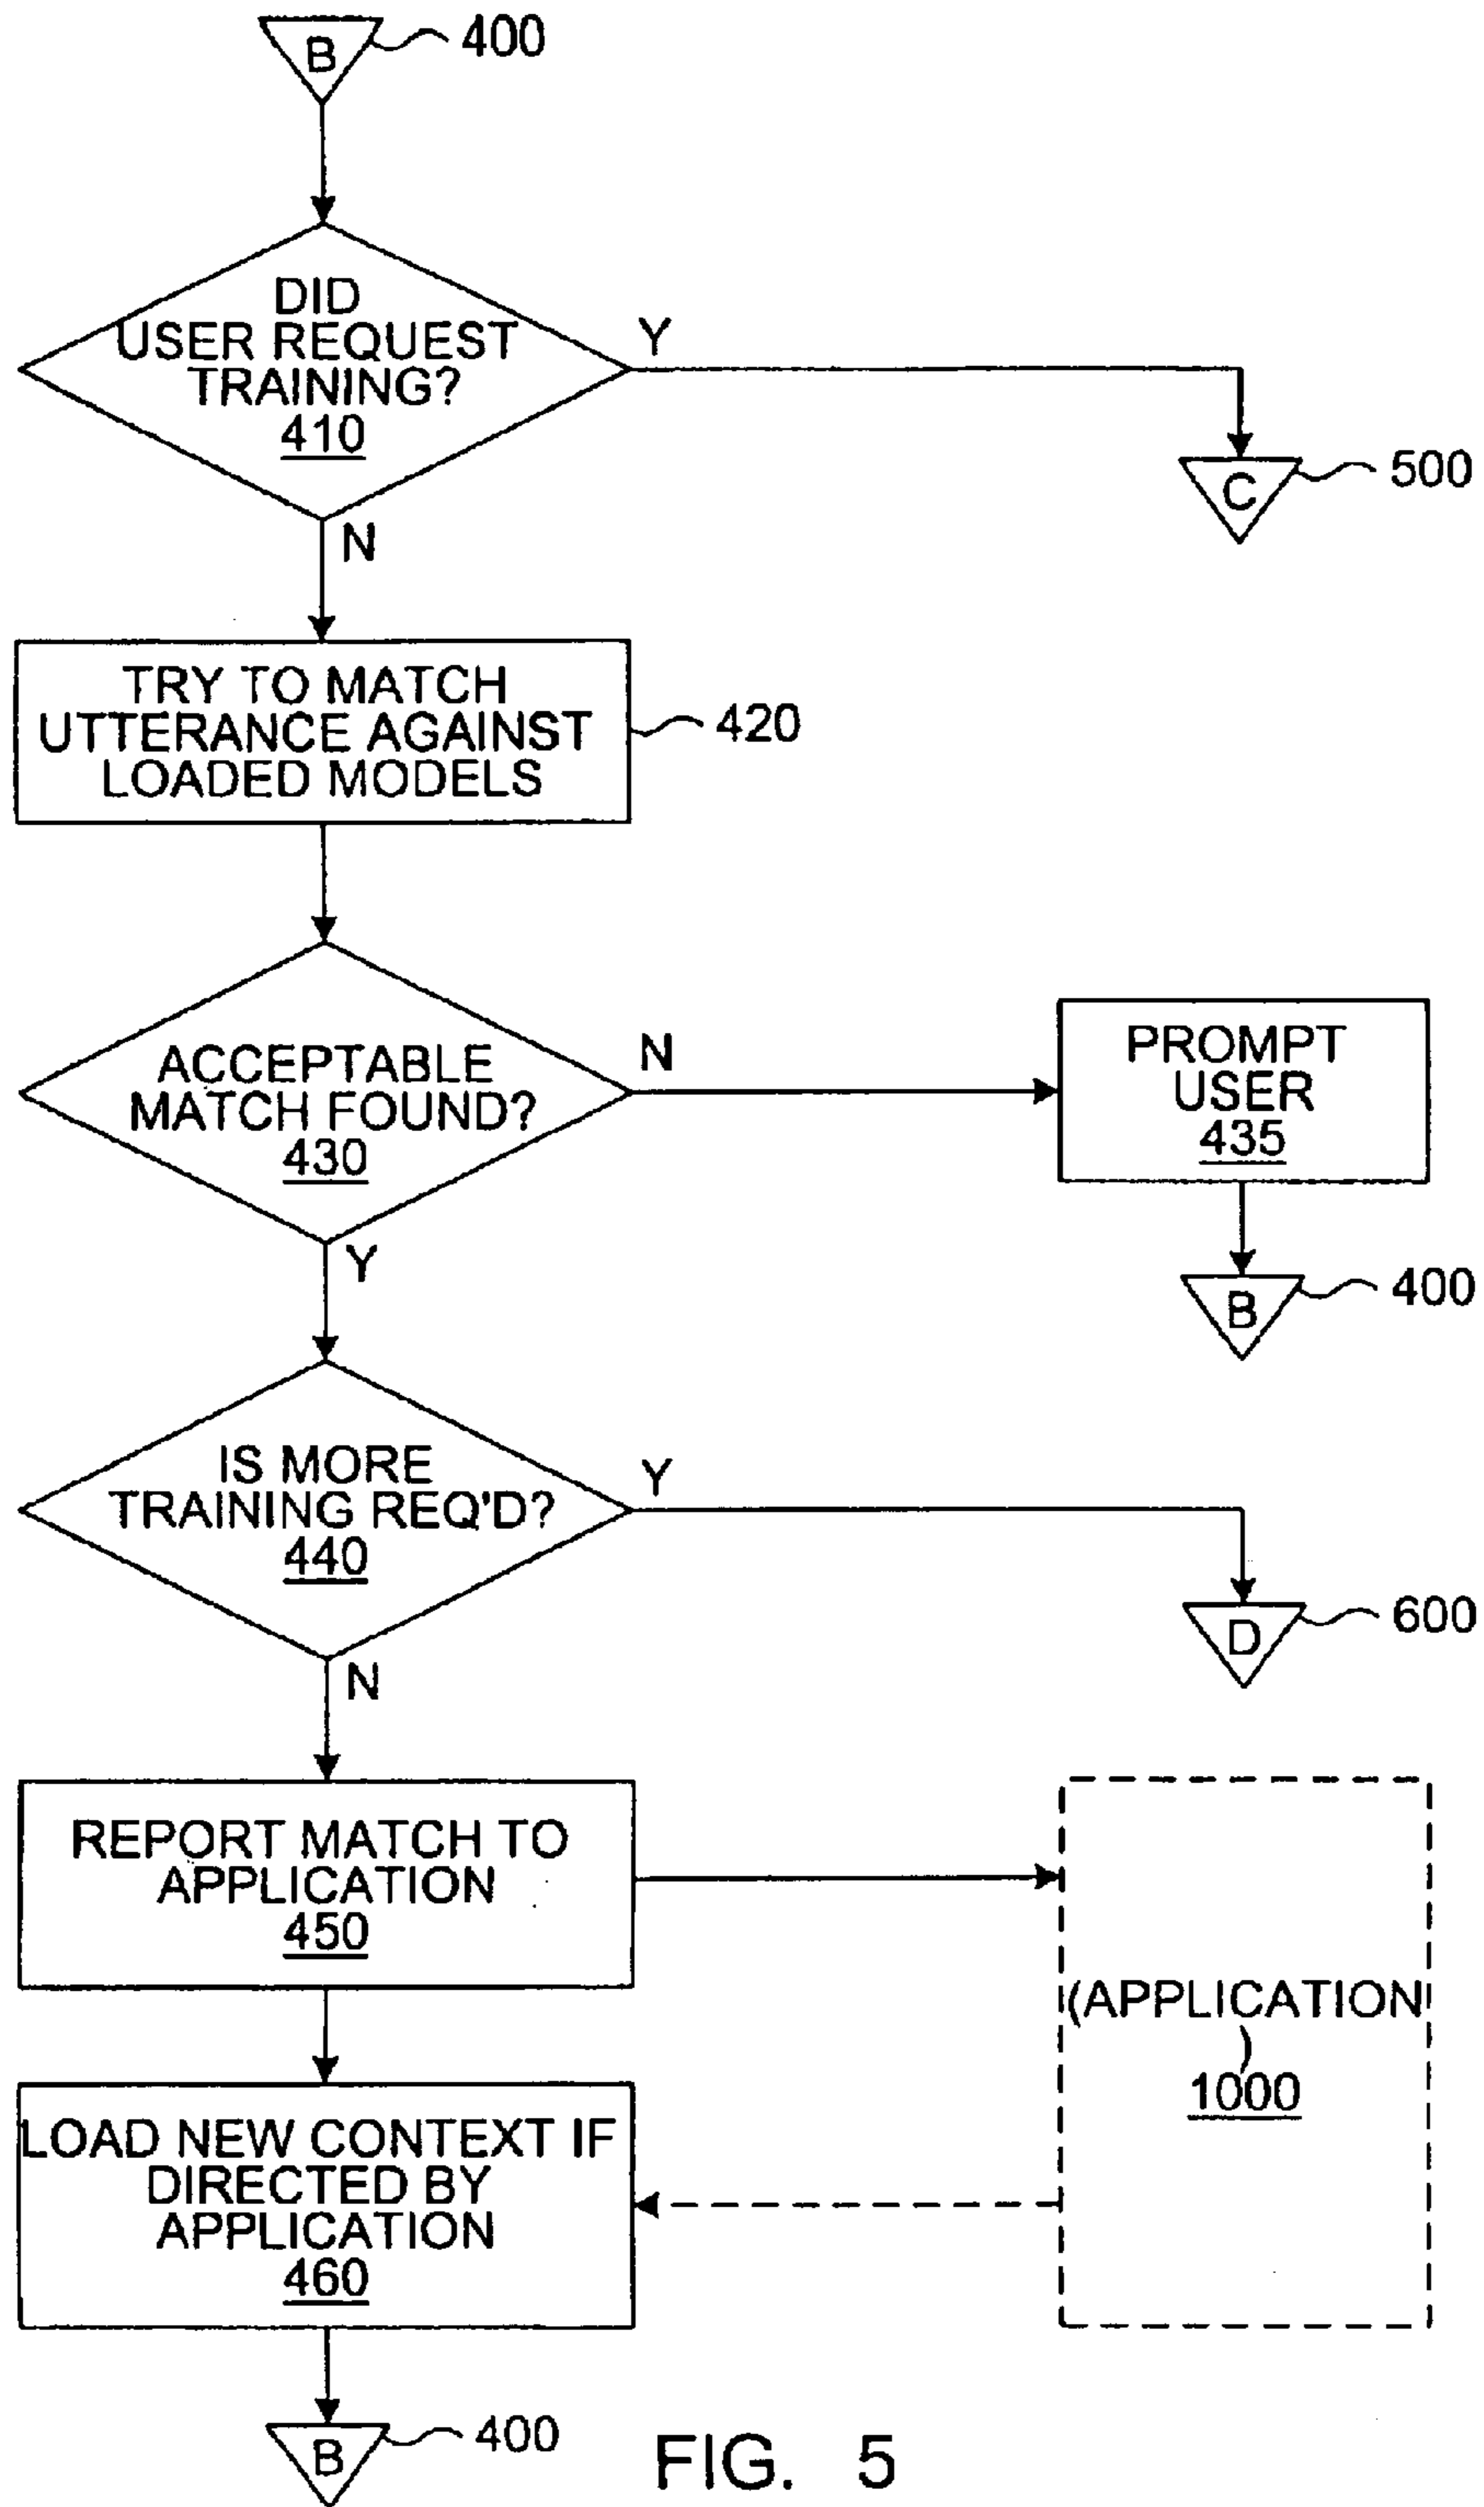 B
400
DID
USER REQUEST
TRAINING?
410
Y
C
500
N
TRY TO MATCH
UTTERANCE AGAINST
LOADED MODELS
420
ACCEPTABLE
MATCH FOUND?
430
N
PROMPT
USER
435
B
400
Y
IS MORE
TRAINING REQ'D?
440
Y
D
600
N
REPORT MATCH TO
APPLICATION
450
(APPLICATION
)
1000
LOAD NEW CONTEXT IF
DIRECTED BY
APPLICATION
460
B
400
FIG. 5